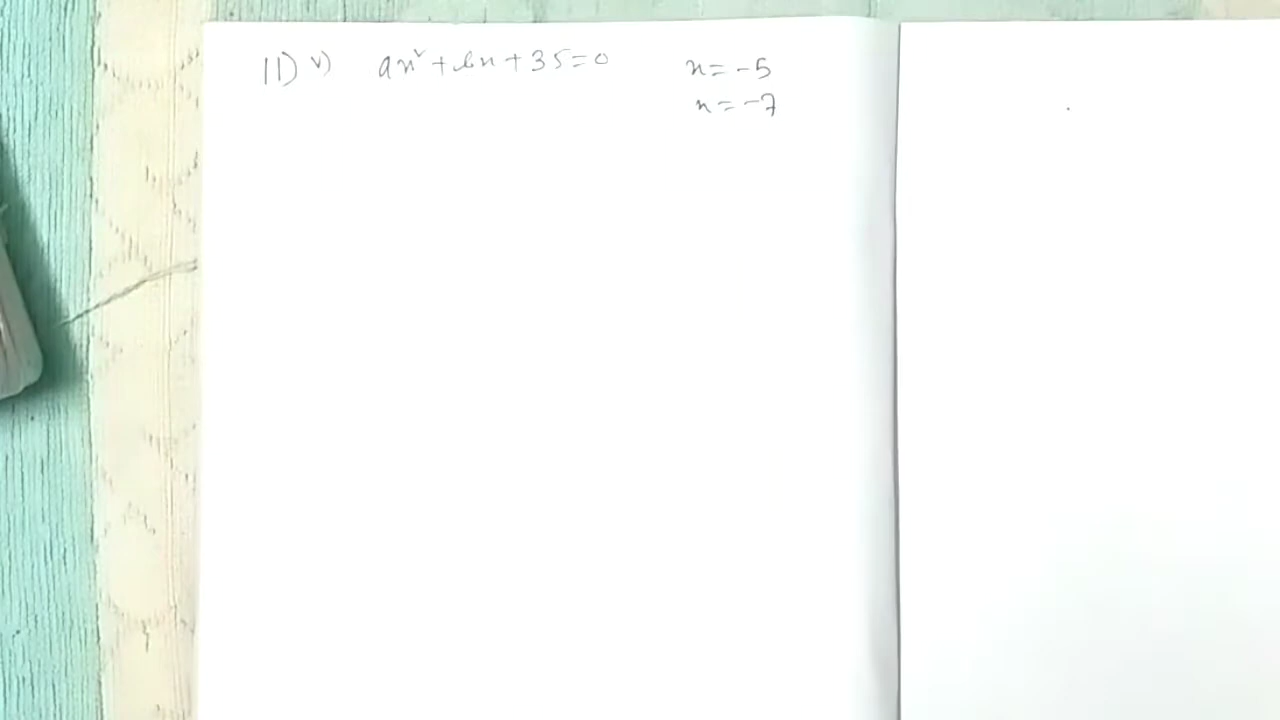 11) v) ax² + bx + 35 = 0
x = -5
x = -7